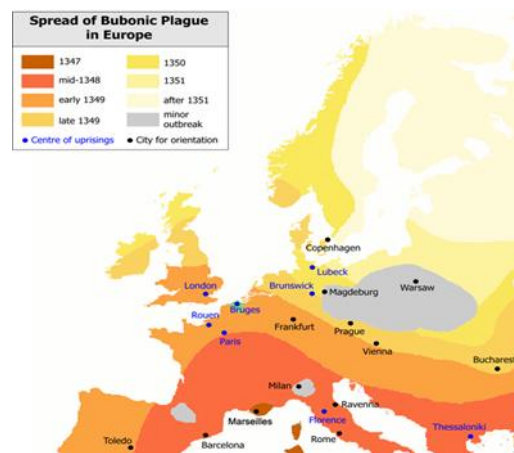 Spread of Bubonic Plague
in Europe
1347
1350
mid-1348
1351
early 1349
after 1351
late 1349
minor
outbreak
Centre of uprisings
City for orientation
Copenhagen
Lubeck
London
Brunswick
Magdeburg
Warsaw
Bruges
Rouen
Frankfurt
Prague
Paris
Vienna
Bucharest
Milan
Ravenna
Marseilles
Florence
Thessaloniki
Toledo
Barcelona
Rome